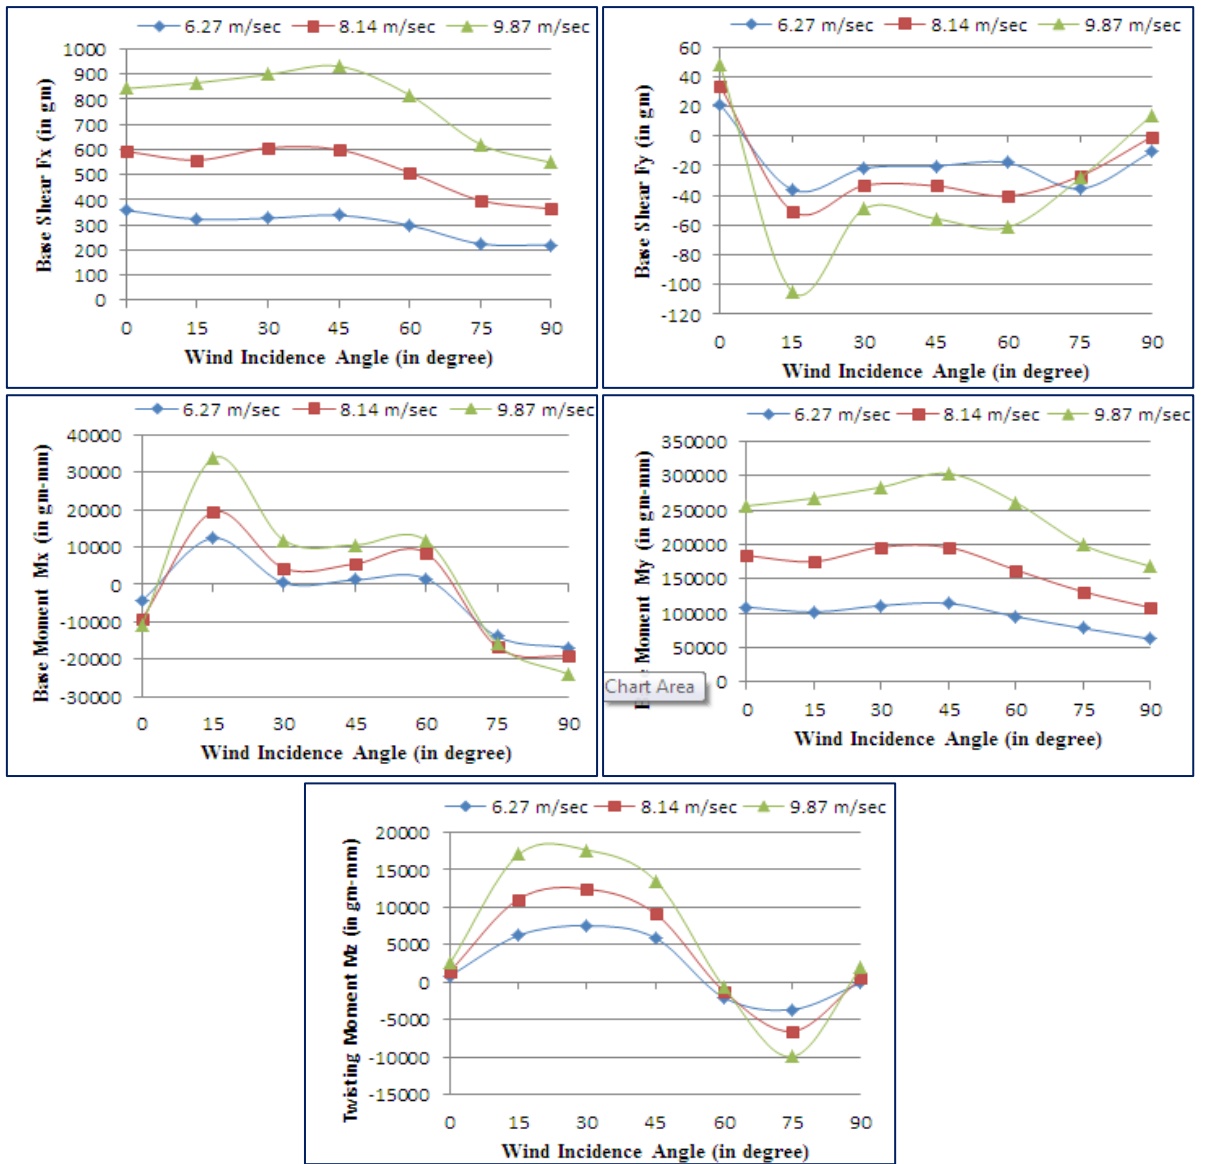 6.27 m/sec 8.14 m/sec 9.87 m/sec
1000
900
800
700
600
500
400
300
200
100
0
Base Shear Fx (in gm)
0 15 30 45 60 75 90
Wind Incidence Angle (in degree)
6.27 m/sec 8.14 m/sec 9.87 m/sec
60
40
20
0
-20
-40
-60
-80
-100
-120
Base Shear Fy (in gm)
0 15 30 45 60 75 90
Wind Incidence Angle (in degree)
6.27 m/sec 8.14 m/sec 9.87 m/sec
40000
30000
20000
10000
0
-10000
-20000
-30000
Base Moment Mx (in gm-mm)
0 15 30 45 60 75 90
Wind Incidence Angle (in degree)
6.27 m/sec 8.14 m/sec 9.87 m/sec
350000
300000
250000
200000
150000
100000
50000
0
Moment My (in gm-mm)
Chart Area
0 15 30 45 60 75 90
Wind Incidence Angle (in degree)
6.27 m/sec 8.14 m/sec 9.87 m/sec
20000
15000
10000
5000
0
-5000
-10000
-15000
Twisting Moment Mz (in gm-mm)
0 15 30 45 60 75 90
Wind Incidence Angle (in degree)